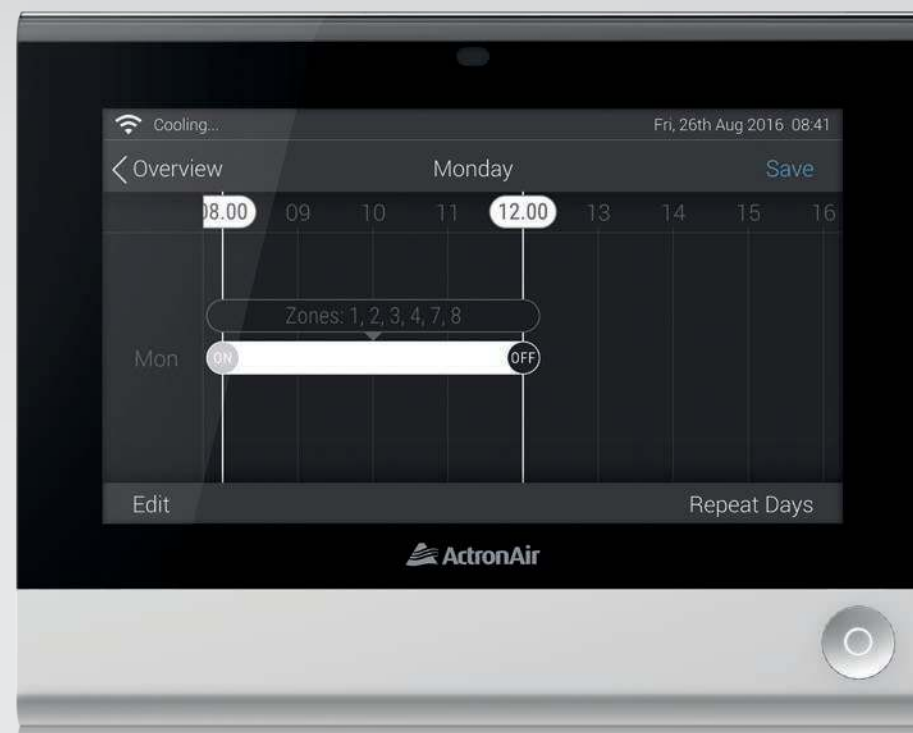 Cooling... Fri, 26th Aug 2016 08:41
Overview Monday Save
08.00 09 10 11 12.00 13 14 15 16
Zones: 1, 2, 3, 4, 7, 8
Mon ON OFF
Edit Repeat Days
ActronAir